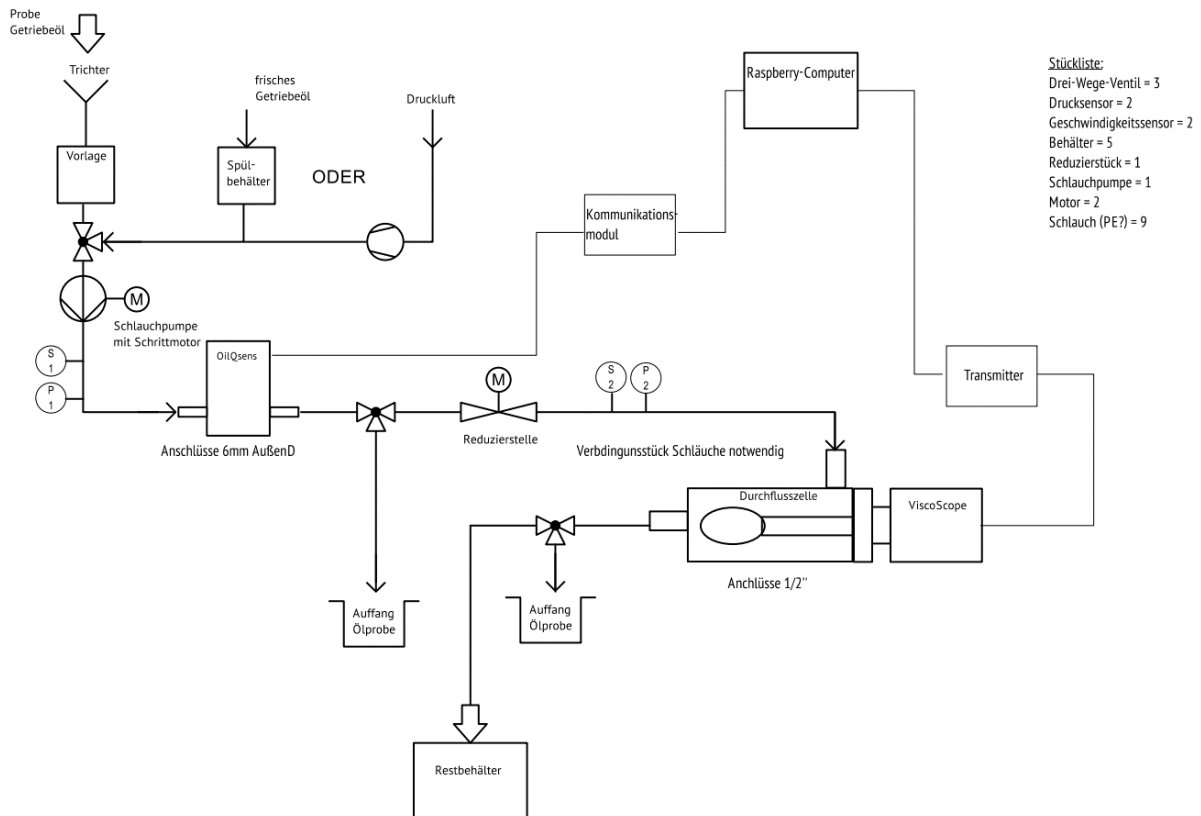 Probe
Getriebeöl
Trichter
Vorlage
frisches
Getriebeöl
Spül-
behälter
ODER
Druckluft
M
Schlauchpumpe
mit Schrittmotor
S
1
P
1
OilQsens
Anschlüsse 6mm AußenD
M
Reduzierstelle
S
2
P
2
Verbdingunsstück Schläuche notwendig
Kommunikations-
modul
Raspberry-Computer
Transmitter
Durchflusszelle
ViscoScope
Anchlüsse 1/2"
Auffang
Ölprobe
Auffang
Ölprobe
Restbehälter
Stückliste:
Drei-Wege-Ventil = 3
Drucksensor = 2
Geschwindigkeitssensor = 2
Behälter = 5
Reduzierstück = 1
Schlauchpumpe = 1
Motor = 2
Schlauch (PE?) = 9